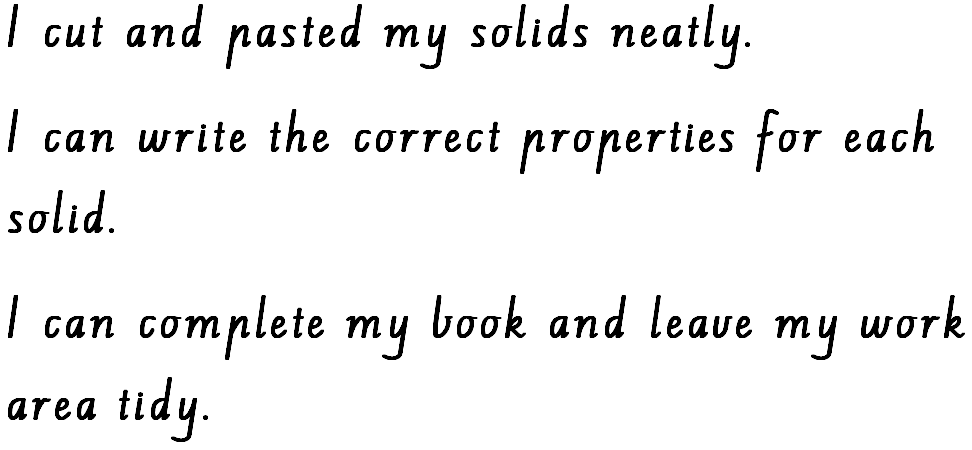 I cut and pasted my solids neatly.
I can write the correct properties for each
solid.
I can complete my book and leave my work
area tidy.